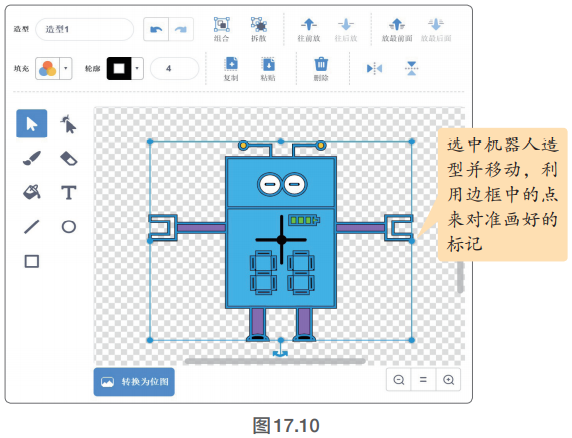 造型 造型1 组合 拆散 往前放 往后放 放最前面 放最后面
填充 轮廓 4 复制 粘贴 删除
T
选中机器人造
型并移动，利
用边框中的点
来对准画好的
标记
转换为位图
图17.10